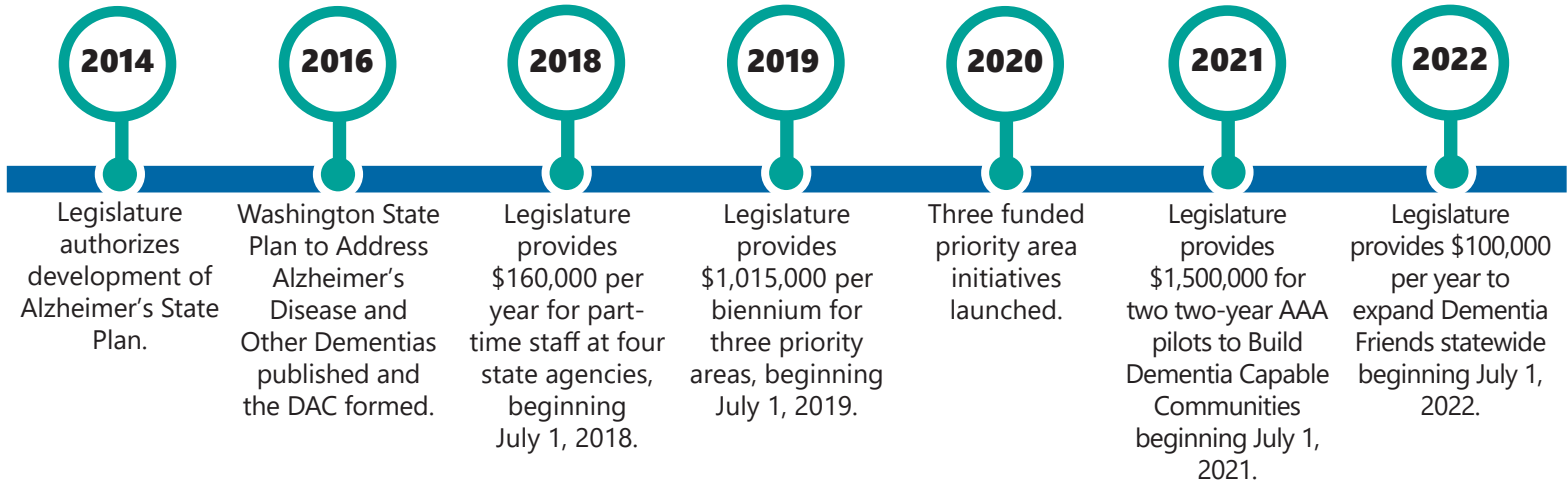 2014
Legislature
authorizes
development of
Alzheimer’s State
Plan.
2016
Washington State
Plan to Address
Alzheimer’s
Disease and
Other Dementias
published and
the DAC formed.
2018
Legislature
provides
$160,000 per
year for part-
time staff at four
state agencies,
beginning
July 1, 2018.
2019
Legislature
provides
$1,015,000 per
biennium for
three priority
areas, beginning
July 1, 2019.
2020
Three funded
priority area
initiatives
launched.
2021
Legislature
provides
$1,500,000 for
two two-year AAA
pilots to Build
Dementia Capable
Communities
beginning July 1,
2021.
2022
Legislature
provides $100,000
per year to
expand Dementia
Friends statewide
beginning July 1,
2022.